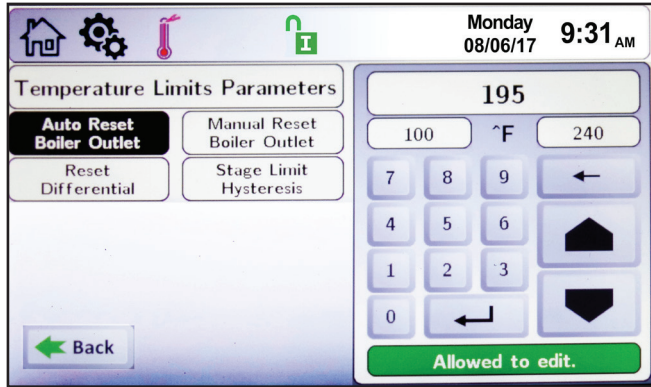 I
Monday
08/06/17
9:31 AM
Temperature Limits Parameters
Auto Reset
Boiler Outlet
Manual Reset
Boiler Outlet
Reset
Differential
Stage Limit
Hysteresis
Back
195
100 °F 240
7 8 9
4 5 6
1 2 3
0
Allowed to edit.